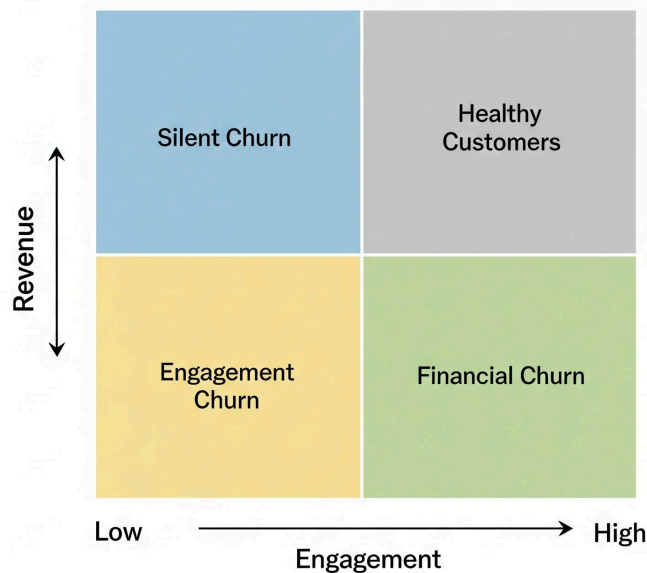 Silent Churn
Healthy
Customers
Revenue
Engagement
Churn
Financial Churn
Low
High
Engagement